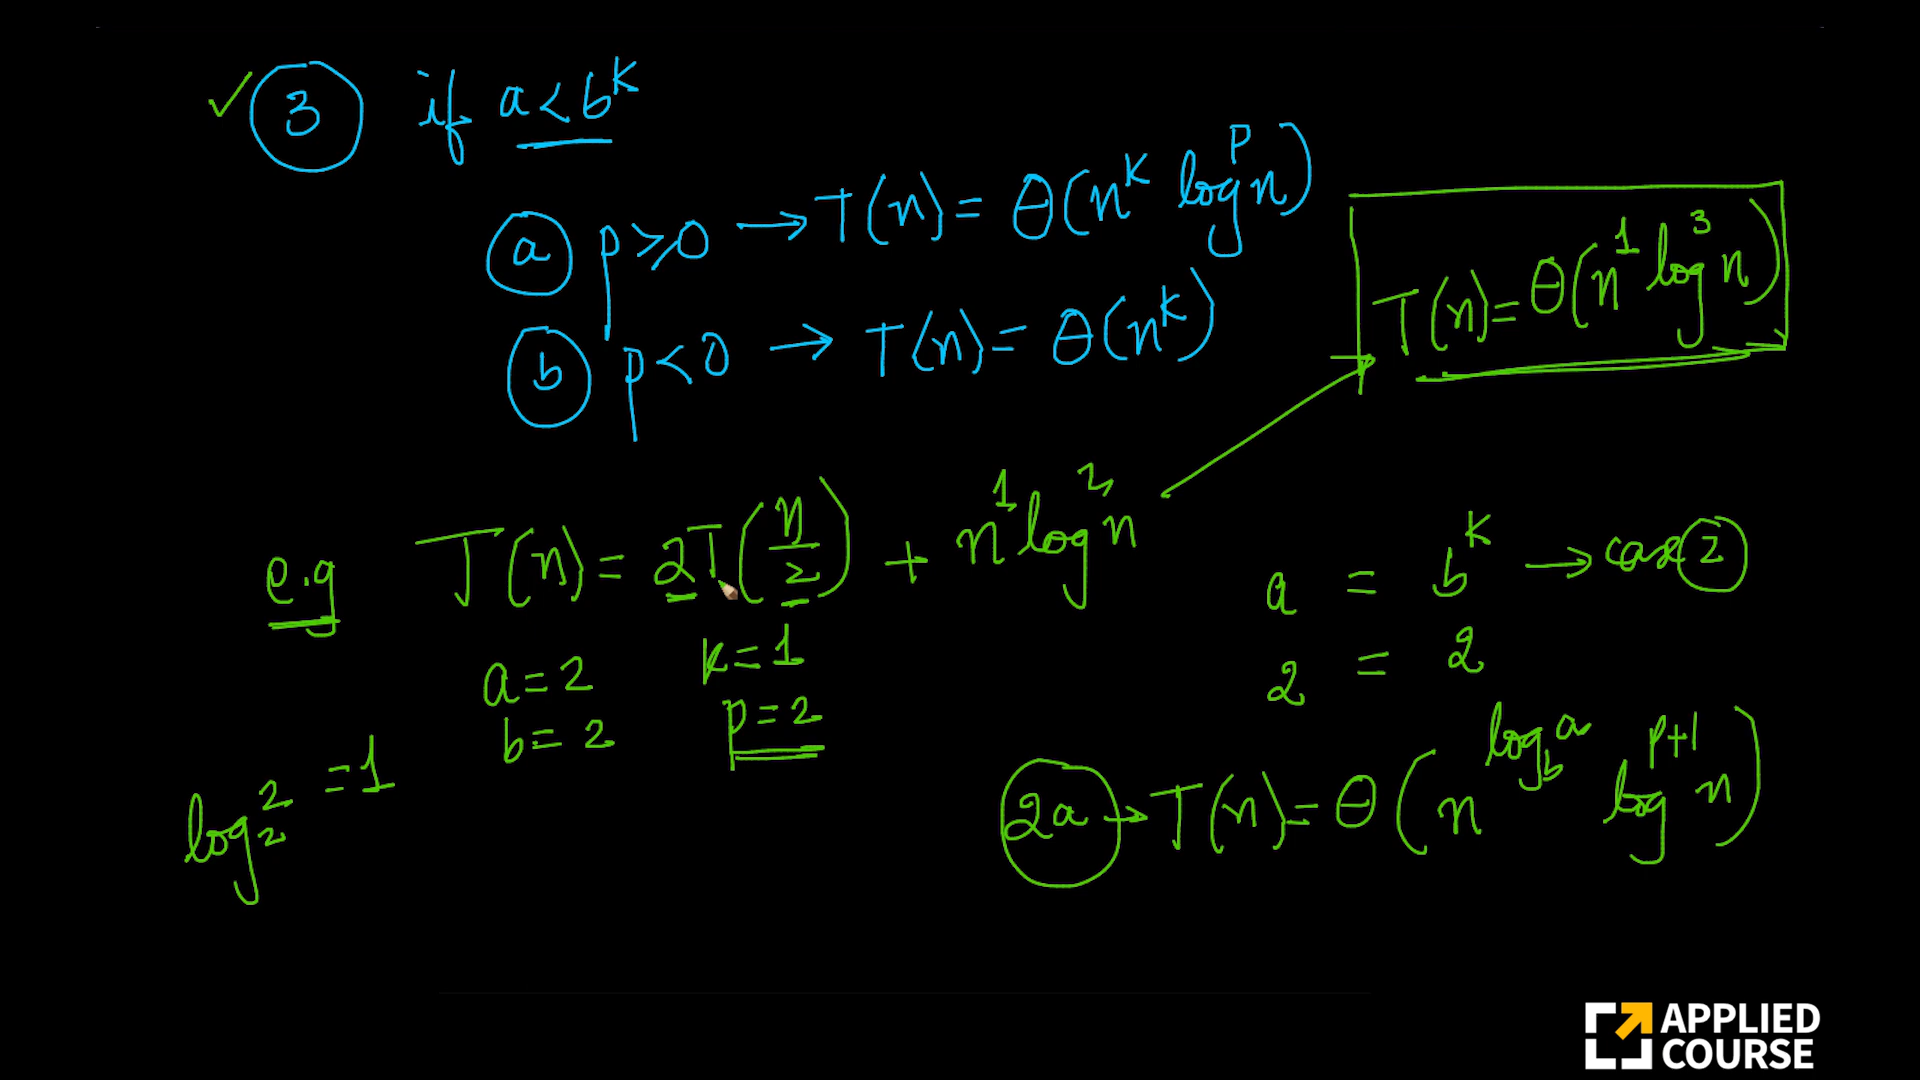 ✓ ③ if a < b^k
ⓐ p ≥ 0 → T(n) = θ(n^k log^p n)
ⓑ p < 0 → T(n) = θ(n^k)
T(n) = θ(n^1 log^3 n)
e.g T(n) = 2T(n/2) + n^1 log^2 n
a = 2 k = 1
b = 2 p = 2
log_2 2 = 1
a = b^k → case ②
2 = 2
2a → T(n) = θ(n^(log_b a) log^(p+1) n)
APPLIED
COURSE